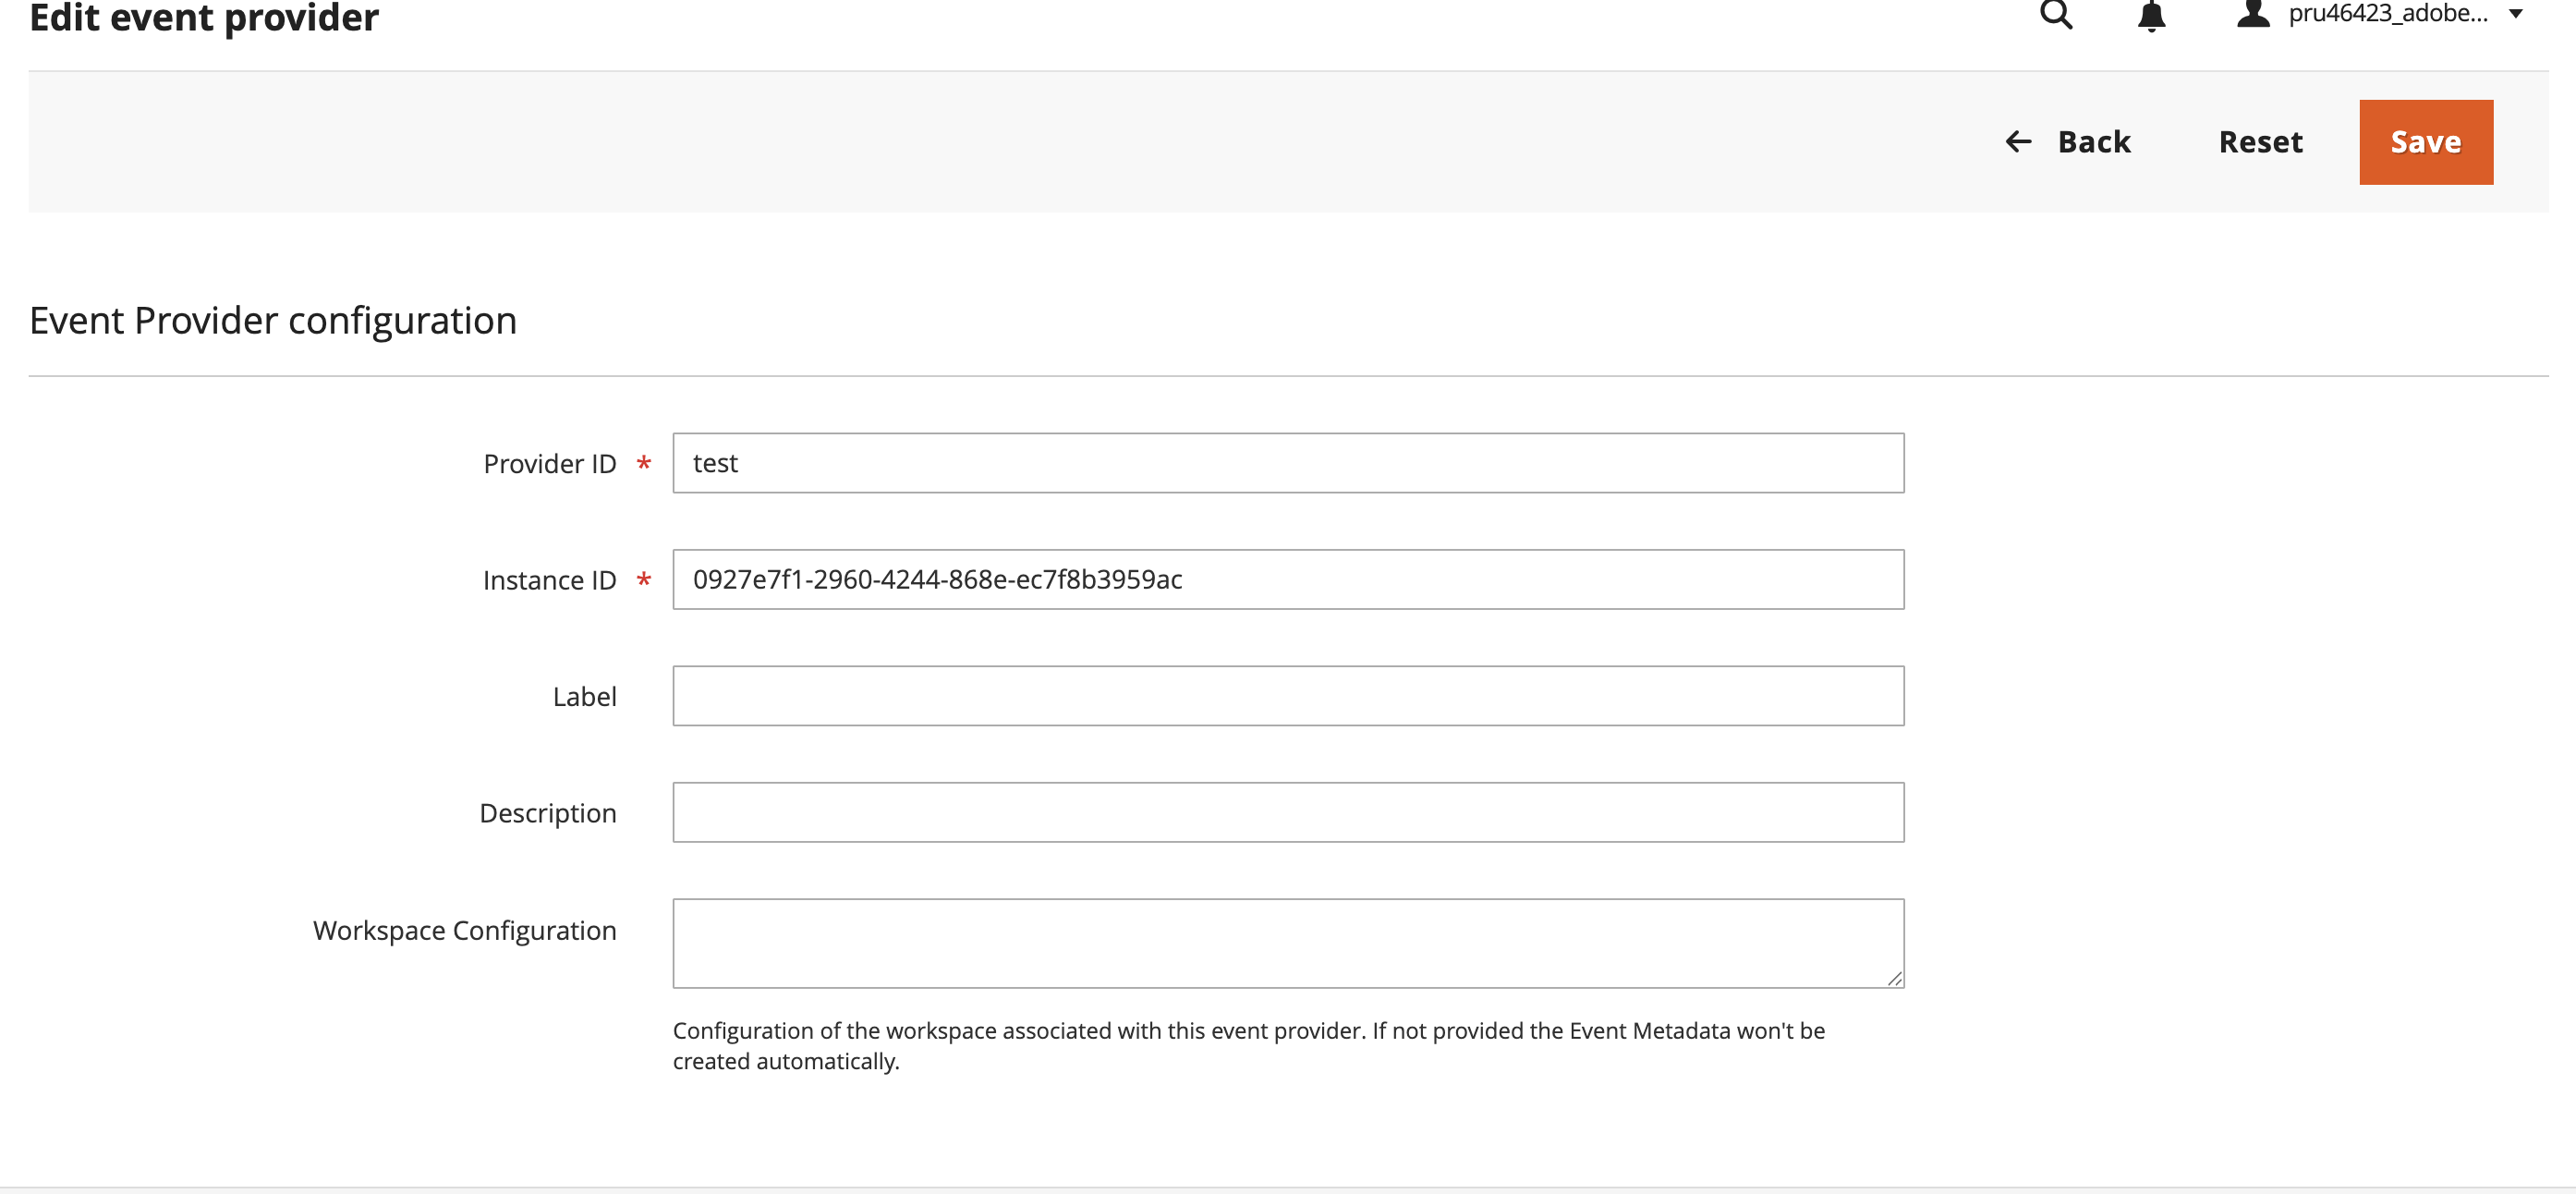 Edit event provider
pru46423_adobe...
Back
Reset
Save
Event Provider configuration
Provider ID *
test
Instance ID *
0927e7f1-2960-4244-868e-ec7f8b3959ac
Label
Description
Workspace Configuration
Configuration of the workspace associated with this event provider. If not provided the Event Metadata won't be
created automatically.